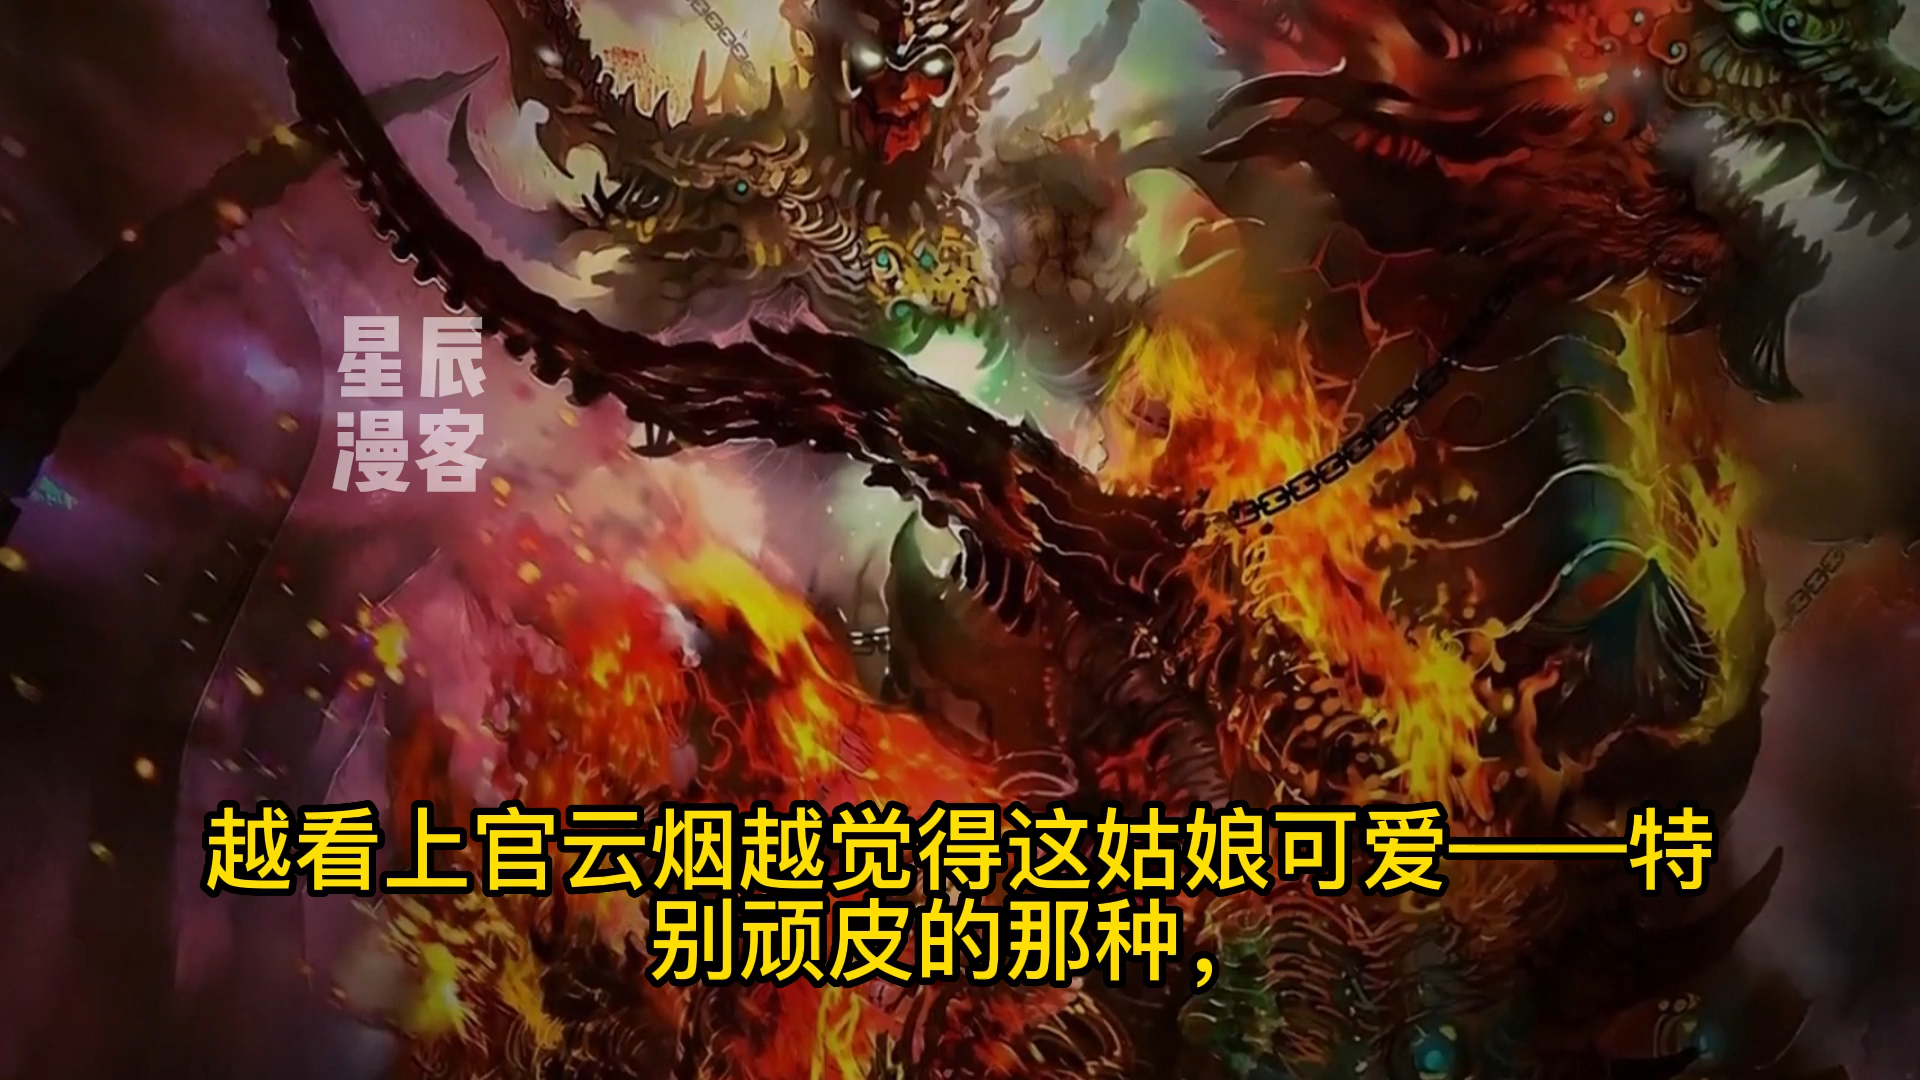 星辰
漫客
越看上官云烟越觉得这姑娘可爱——特
别顽皮的那种，